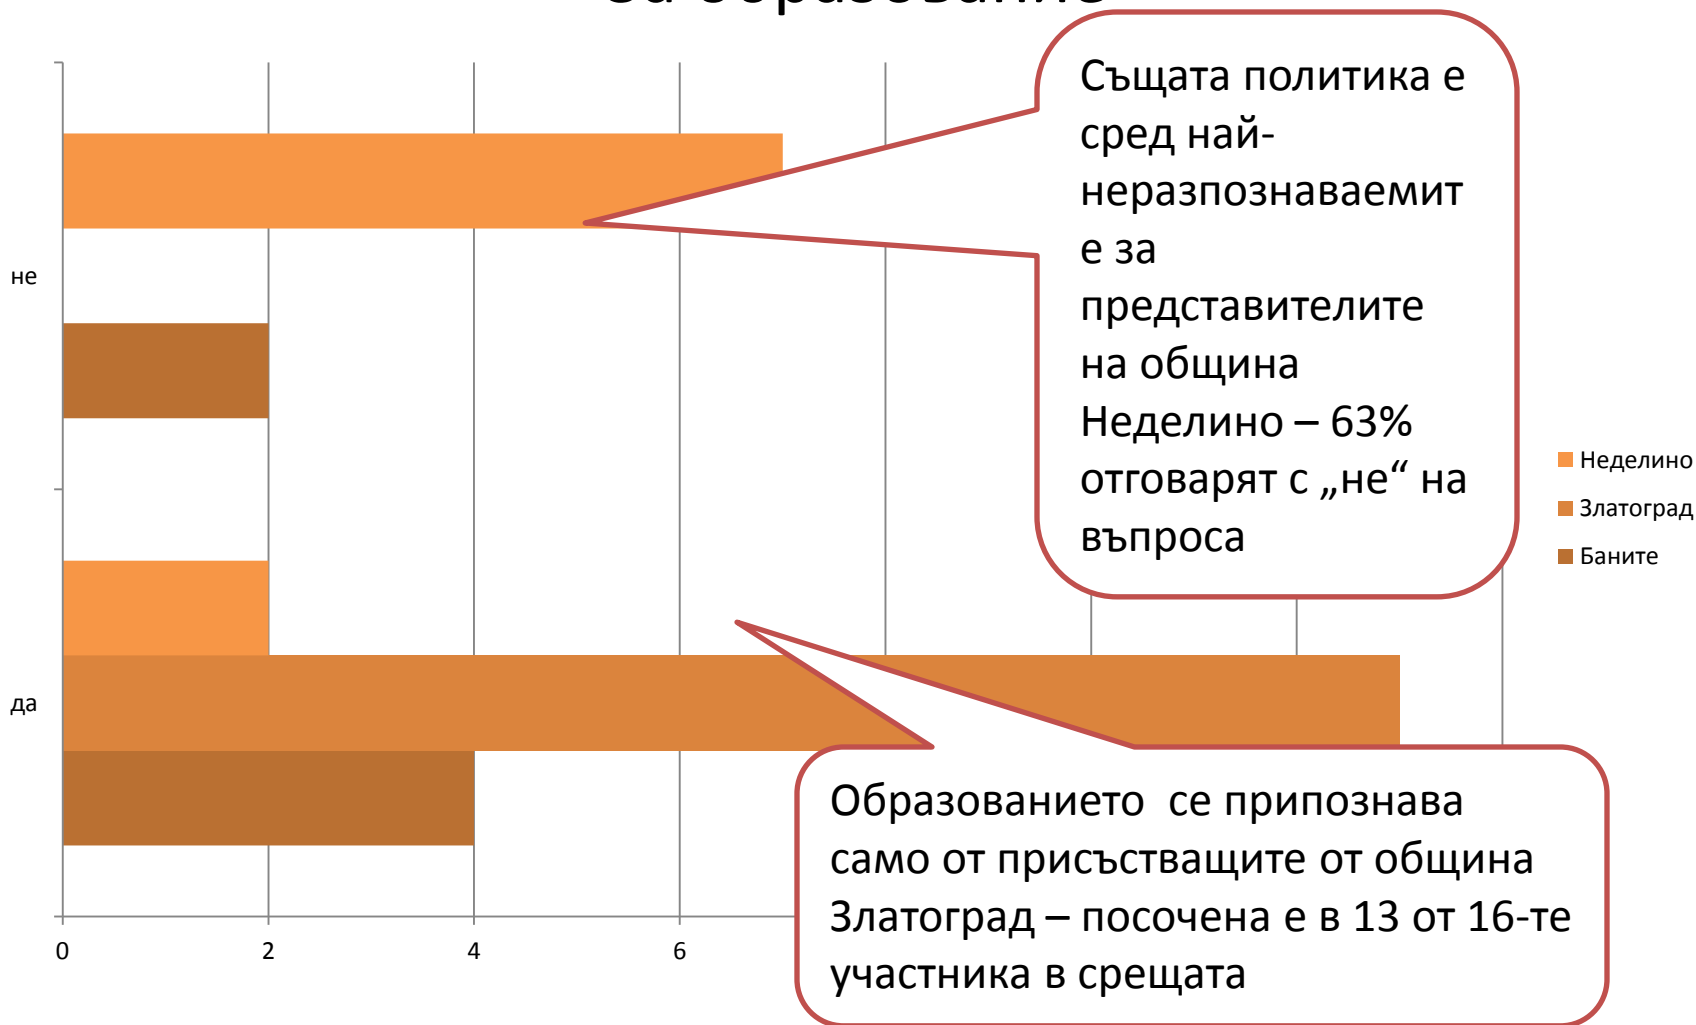 за образование
Същата политика е
сред най-
неразпознаваемит
е за
представителите
на община
Неделино – 63%
отговарят с „не“ на
въпроса
не
Неделино
Златоград
Баните
да
Образованието се припознава
само от присъстващите от община
Златоград – посочена е в 13 от 16-те
участника в срещата
0 2 4 6